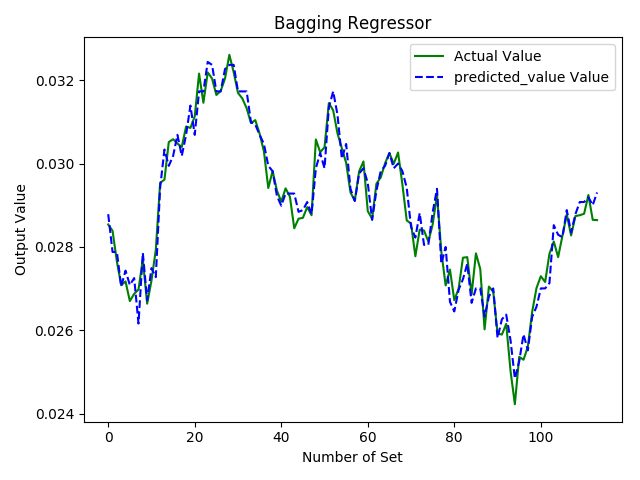 Bagging Regressor
Actual Value
predicted_value Value
Output Value
0.032
0.030
0.028
0.026
0.024
0 20 40 60 80 100
Number of Set